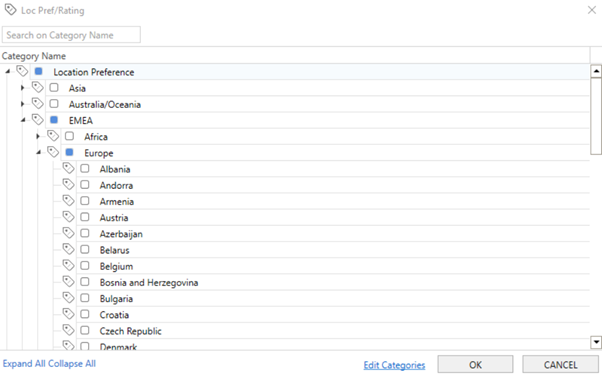 Loc Pref/Rating
Search on Category Name
Category Name
Location Preference
Asia
Australia/Oceania
EMEA
Africa
Europe
Albania
Andorra
Armenia
Austria
Azerbaijan
Belarus
Belgium
Bosnia and Herzegovina
Bulgaria
Croatia
Czech Republic
Denmark
Expand All Collapse All Edit Categories OK CANCEL